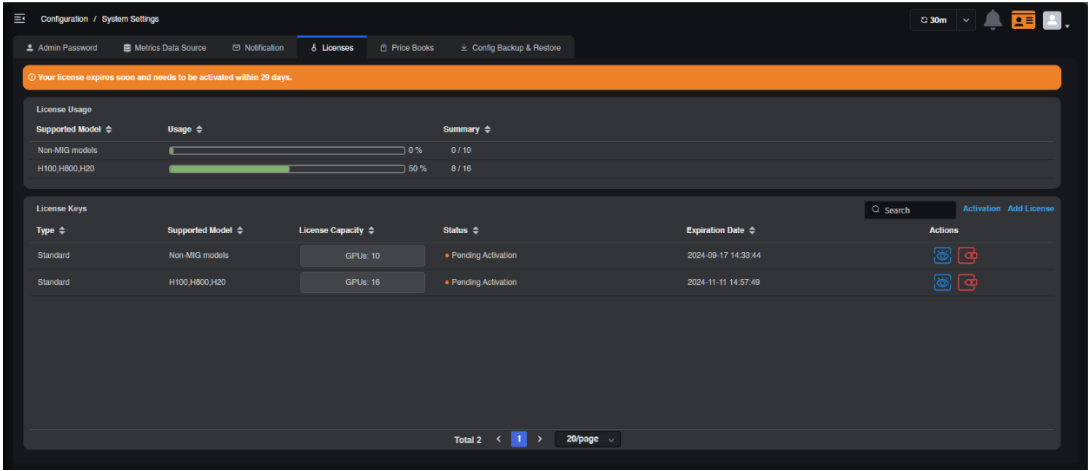 Configuration / System Settings
30m
Admin Password Metrics Data Source Notification Licenses Price Books Config Backup & Restore
Your license expires soon and needs to be activated within 29 days.
License Usage
Supported Model Usage Summary
Non-MIG models 0 % 0 / 10
H100,H800,H20 50 % 8 / 16
License Keys Search Activation Add License
Type Supported Model License Capacity Status Expiration Date Actions
Standard Non-MIG models GPUs: 10 Pending Activation 2024-09-17 14:33:44
Standard H100,H800,H20 GPUs: 16 Pending Activation 2024-11-11 14:57:49
Total 2 1 20/page